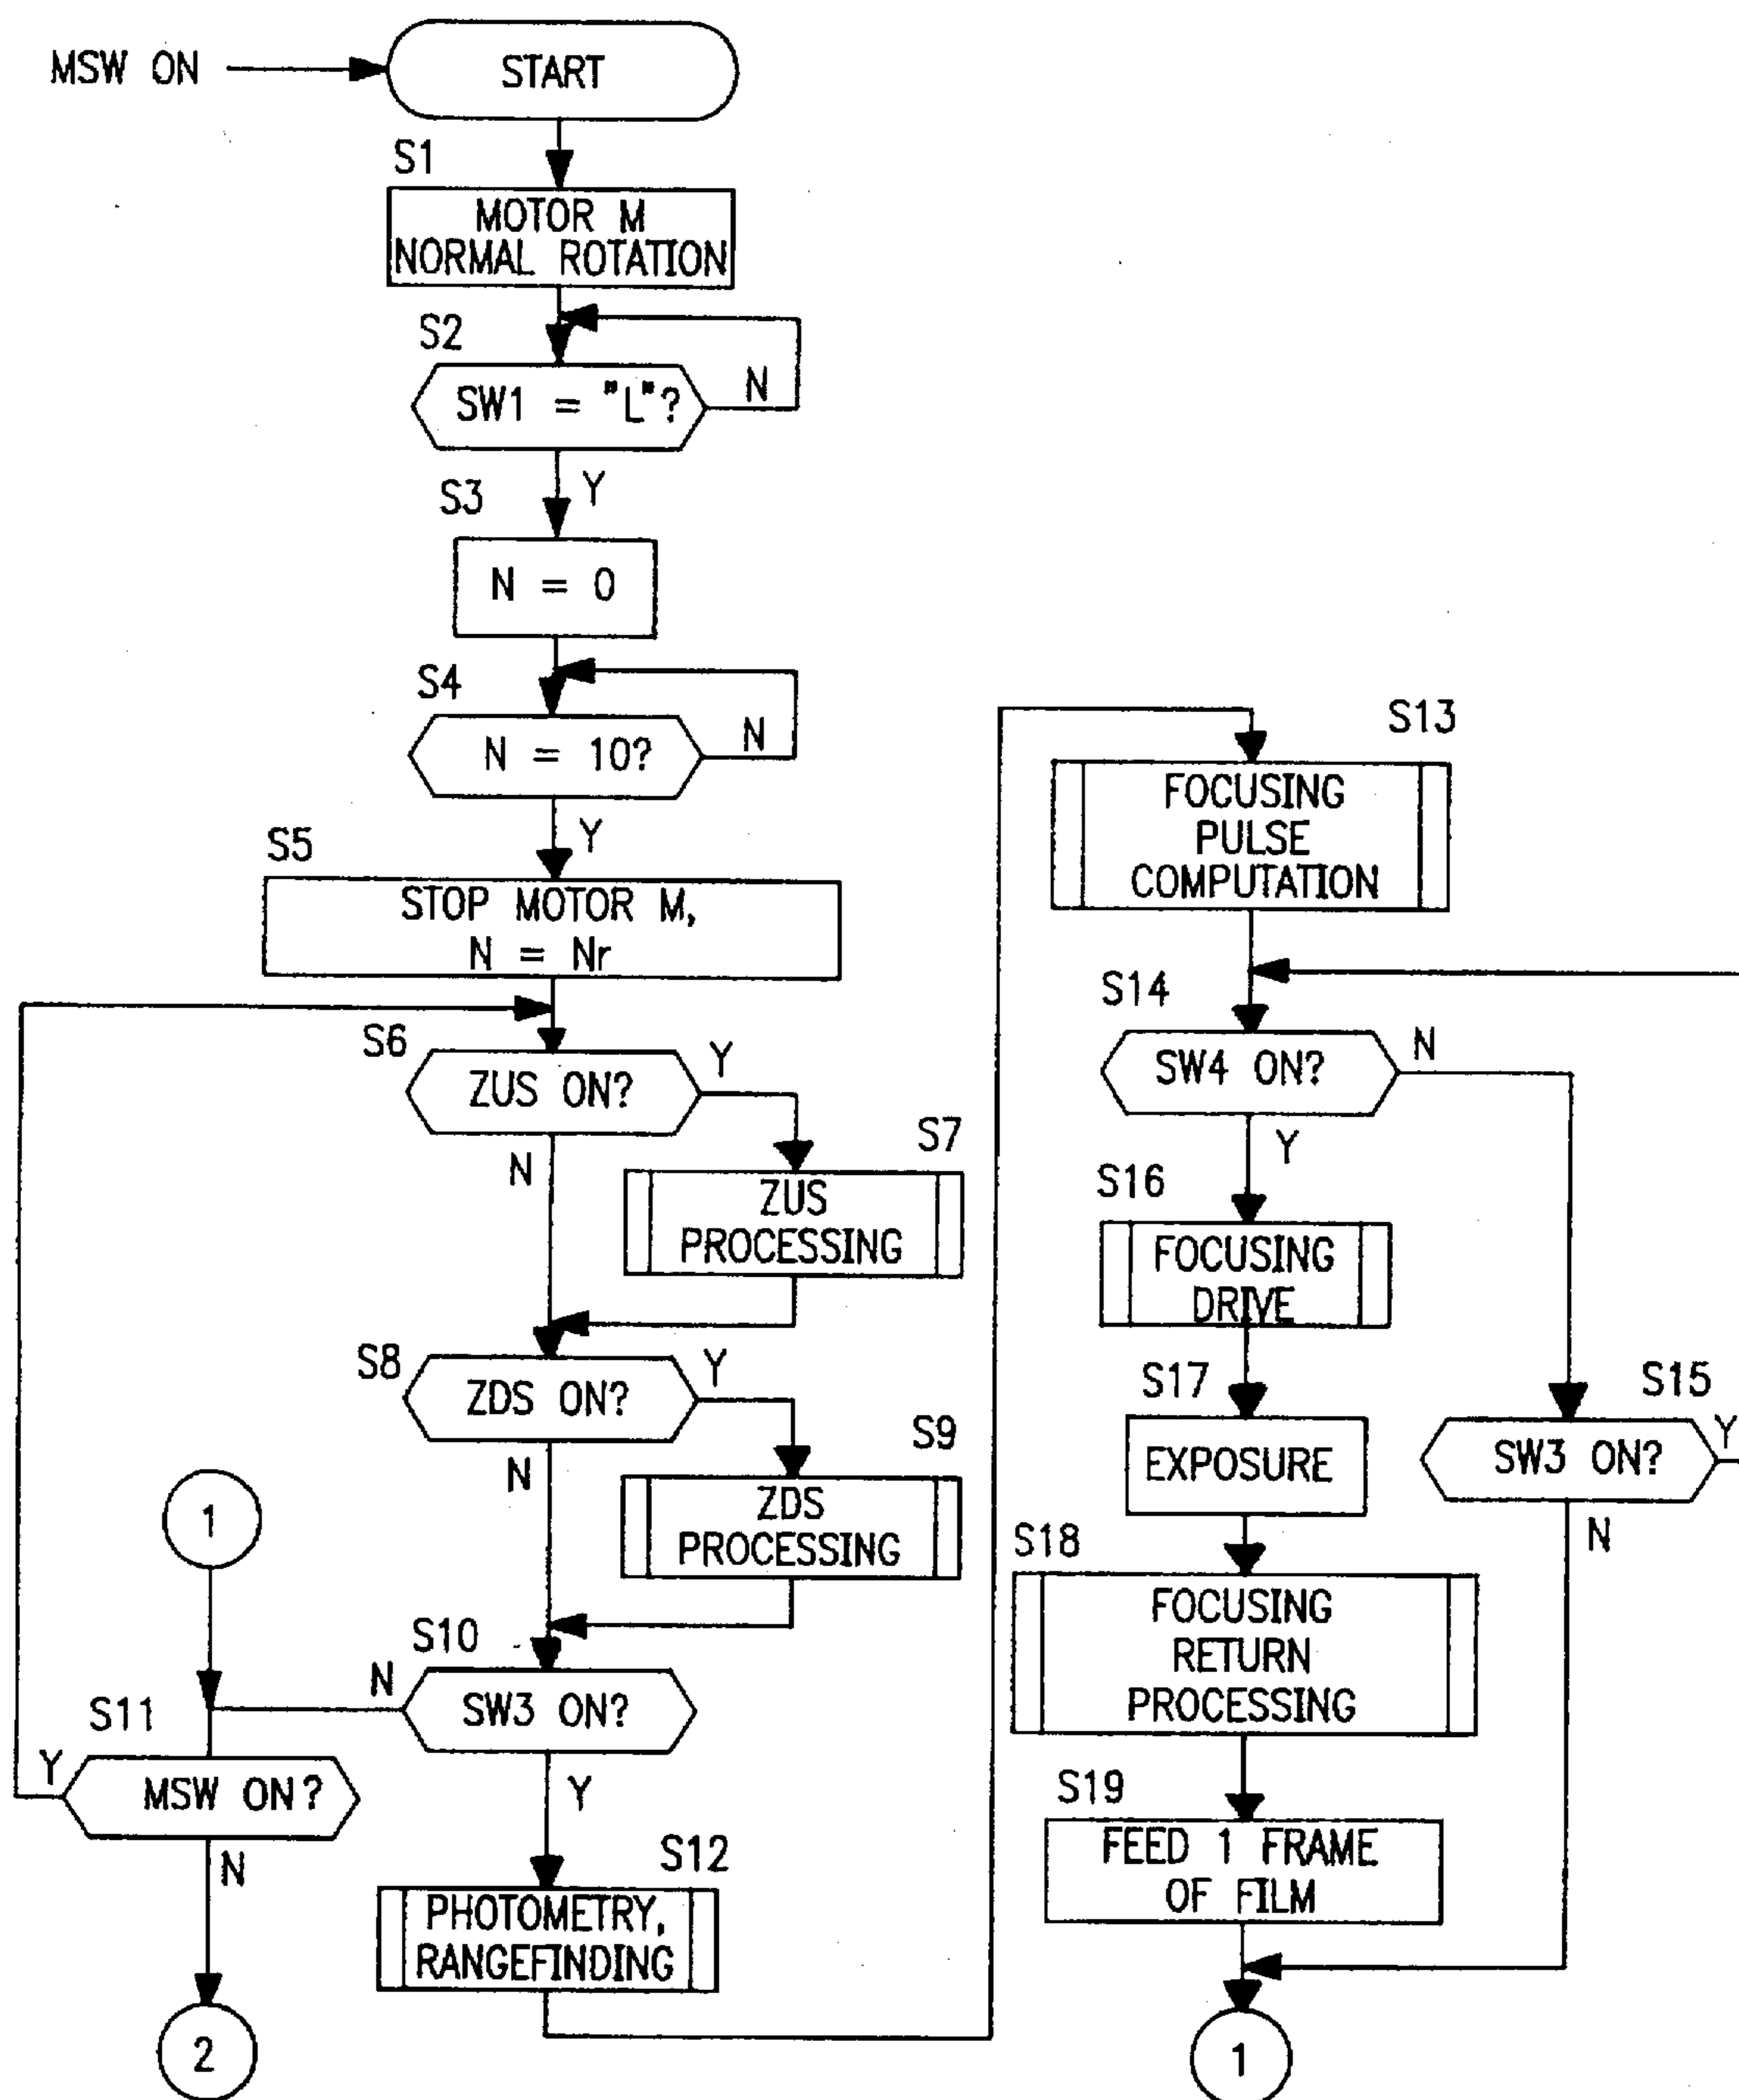 MSW ON
START
S1
MOTOR M
NORMAL ROTATION
S2
SW1 = "L"?
N
Y
S3
N = 0
S4
N = 10?
N
Y
S5
STOP MOTOR M,
N = Nr
S6
ZUS ON?
Y
N
S7
ZUS
PROCESSING
S8
ZDS ON?
Y
N
S9
ZDS
PROCESSING
1
S10
SW3 ON?
N
Y
S11
MSW ON?
Y
N
2
S12
PHOTOMETRY,
RANGEFINDING
S13
FOCUSING
PULSE
COMPUTATION
S14
SW4 ON?
N
Y
S15
SW3 ON?
Y
N
S16
FOCUSING
DRIVE
S17
EXPOSURE
S18
FOCUSING
RETURN
PROCESSING
S19
FEED 1 FRAME
OF FILM
1